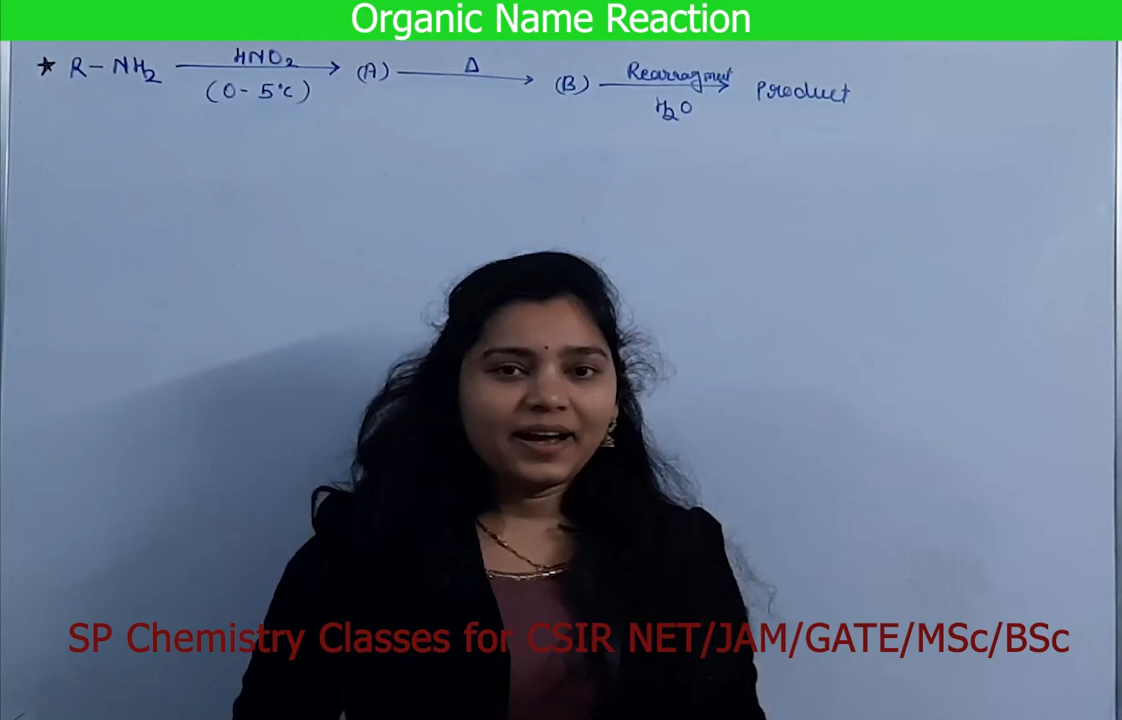 Organic Name Reaction
★ R-NH2 HNO2 (0-5°C) → (A) Δ → (B) Rearragmut H2O → Product
SP Chemistry Classes for CSIR NET/JAM/GATE/MSc/BSc